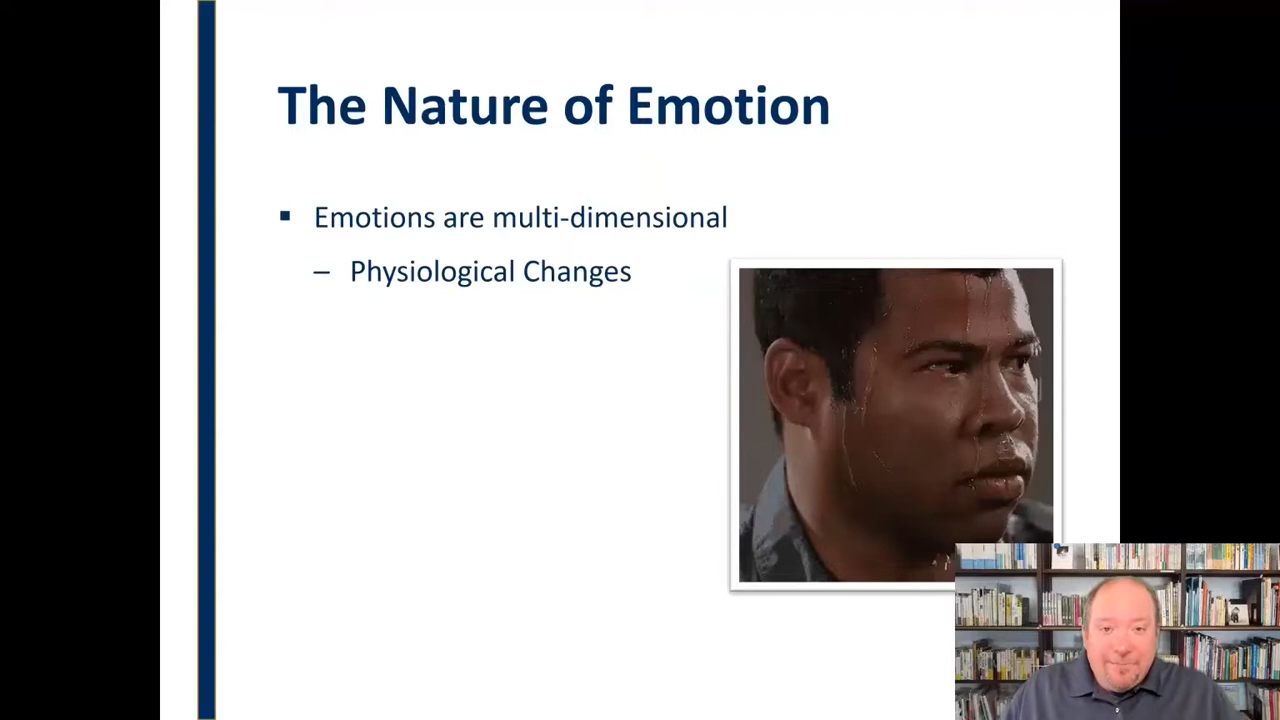 The Nature of Emotion
▪ Emotions are multi-dimensional
– Physiological Changes